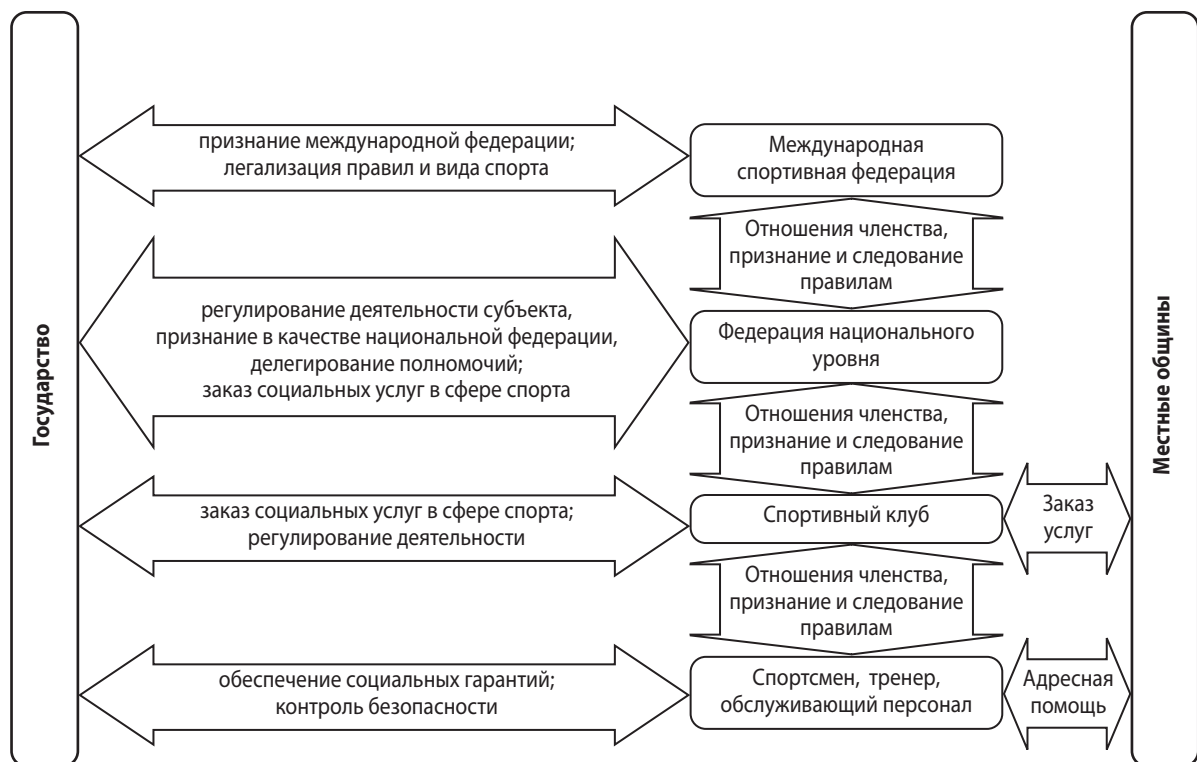 Государство
признание международной федерации;
легализация правил и вида спорта
Международная
спортивная федерация
Отношения членства,
признание и следование
правилам
регулирование деятельности субъекта,
признание в качестве национальной федерации,
делегирование полномочий;
заказ социальных услуг в сфере спорта
Федерация национального
уровня
Отношения членства,
признание и следование
правилам
заказ социальных услуг в сфере спорта;
регулирование деятельности
Спортивный клуб
Заказ
услуг
Отношения членства,
признание и следование
правилам
обеспечение социальных гарантий;
контроль безопасности
Спортсмен, тренер,
обслуживающий персонал
Адресная
помощь
Местные общины